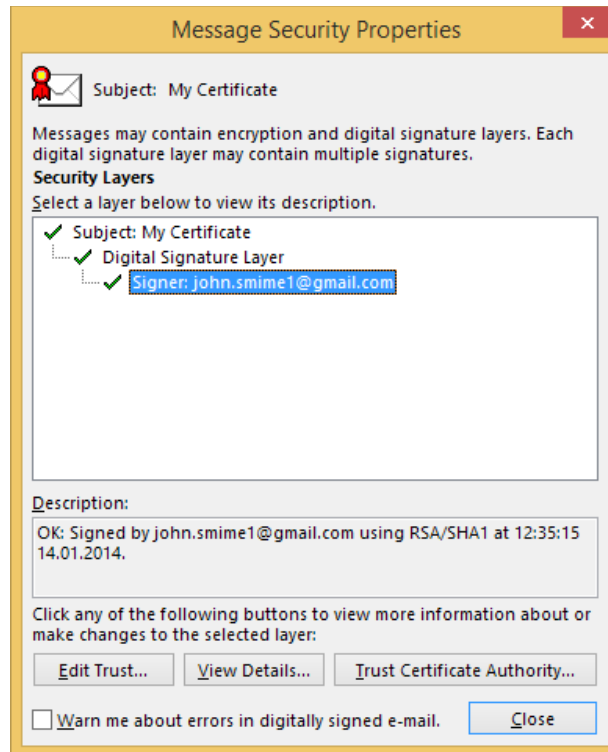 Message Security Properties
Subject: My Certificate
Messages may contain encryption and digital signature layers. Each
digital signature layer may contain multiple signatures.
Security Layers
Select a layer below to view its description.
Subject: My Certificate
Digital Signature Layer
Signer: john.smime1@gmail.com
Description:
OK: Signed by john.smime1@gmail.com using RSA/SHA1 at 12:35:15
14.01.2014.
Click any of the following buttons to view more information about or
make changes to the selected layer:
Edit Trust... View Details... Trust Certificate Authority...
Warn me about errors in digitally signed e-mail. Close